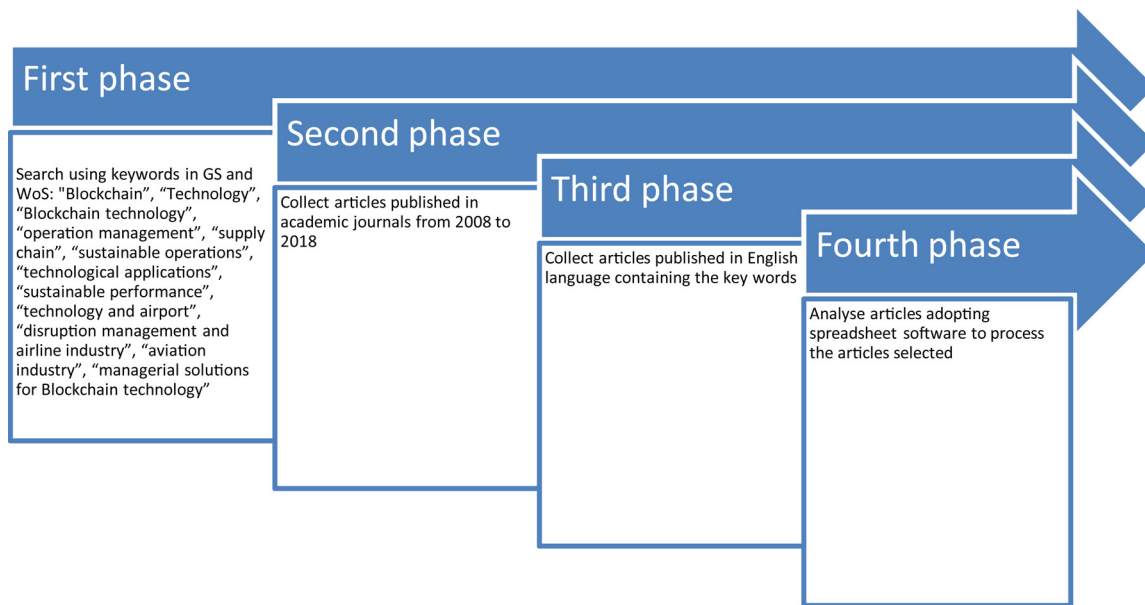 First phase
Search using keywords in GS and
WoS: "Blockchain”, “Technology”,
“Blockchain technology”,
“operation management”, “supply
chain”, “sustainable operations”,
“technological applications”,
“sustainable performance”,
“technology and airport”,
“disruption management and
airline industry”, “aviation
industry”, “managerial solutions
for Blockchain technology”
Second phase
Collect articles published in
academic journals from 2008 to
2018
Third phase
Collect articles published in English
language containing the key words
Fourth phase
Analyse articles adopting
spreadsheet software to process
the articles selected